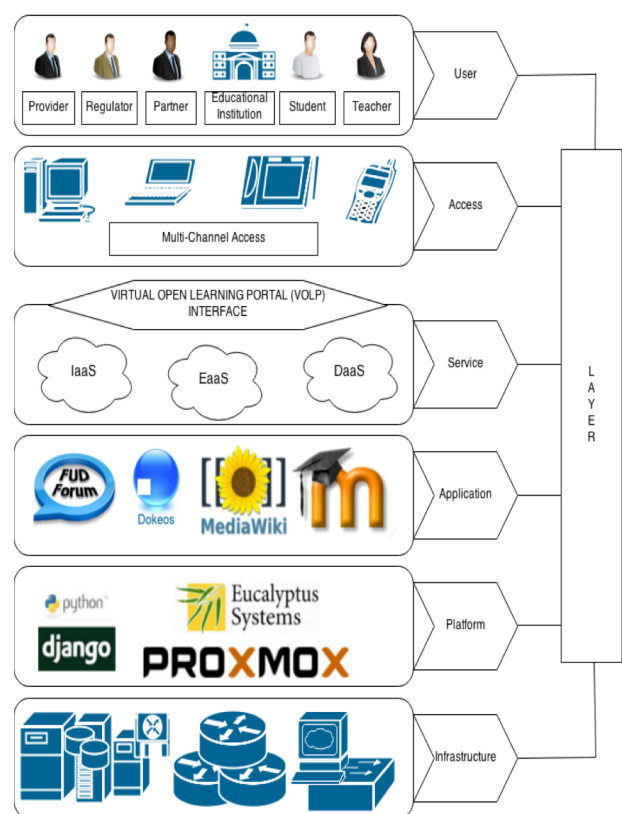 User
Provider
Regulator
Partner
Educational
Institution
Student
Teacher
Access
Multi-Channel Access
VIRTUAL OPEN LEARNING PORTAL (VOLP)
INTERFACE
IaaS
EaaS
DaaS
Service
L
A
Y
E
R
FUD
Forum
Dokeos
[[ ]]
MediaWiki
m
Application
python™
django
Eucalyptus
Systems
PROXMOX
Platform
Infrastructure